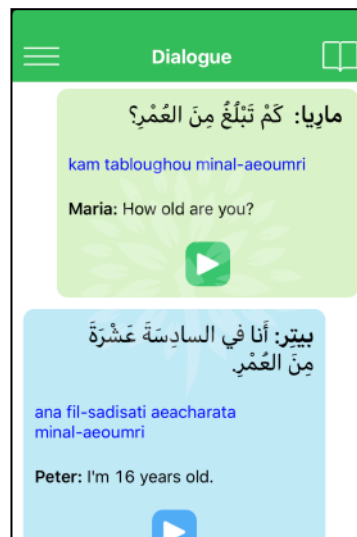 Dialogue
ماريا: كَمْ تَبْلُغُ مِنَ العُمْرِ؟
kam tabloughou minal-aeoumri
Maria: How old are you?
بيتِر: أَنا في السادِسَةَ عَشْرَةَ
مِنَ العُمْرِ.
ana fil-sadisati aeacharata
minal-aeoumri
Peter: I'm 16 years old.